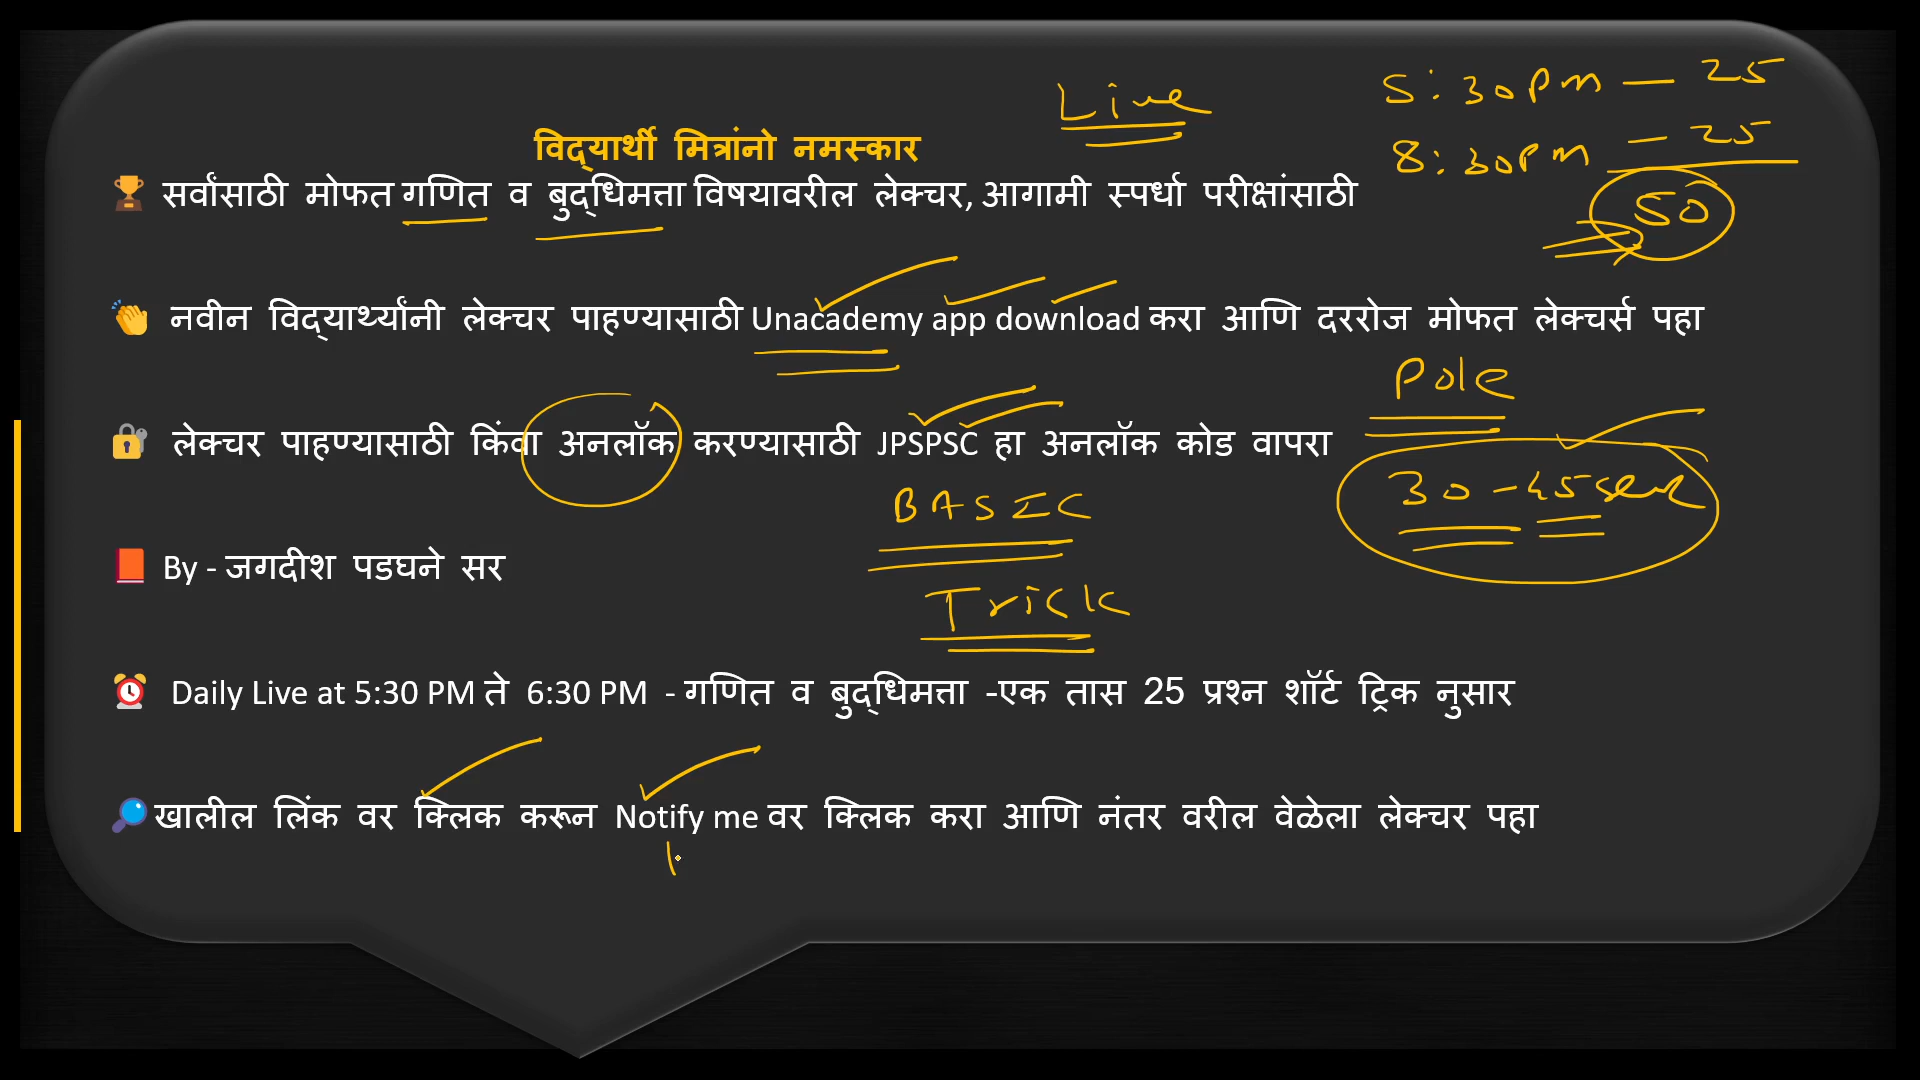 Live
5:30pm — 25
8:30pm — 25
50
विद्यार्थी मित्रांनो नमस्कार
🏆 सर्वांसाठी मोफत गणित व बुद्धिमत्ता विषयावरील लेक्चर, आगामी स्पर्धा परीक्षांसाठी
👏 नवीन विद्यार्थ्यांनी लेक्चर पाहण्यासाठी Unacademy app download करा आणि दररोज मोफत लेक्चर्स पहा
Pole
🔐 लेक्चर पाहण्यासाठी किंवा अनलॉक करण्यासाठी JPSPSC हा अनलॉक कोड वापरा
30 - 45 sec
BASIC
📕 By - जगदीश पडघने सर
Trick
⏰ Daily Live at 5:30 PM ते 6:30 PM - गणित व बुद्धिमत्ता -एक तास 25 प्रश्न शॉर्ट ट्रिक नुसार
🔎 खालील लिंक वर क्लिक करून Notify me वर क्लिक करा आणि नंतर वरील वेळेला लेक्चर पहा